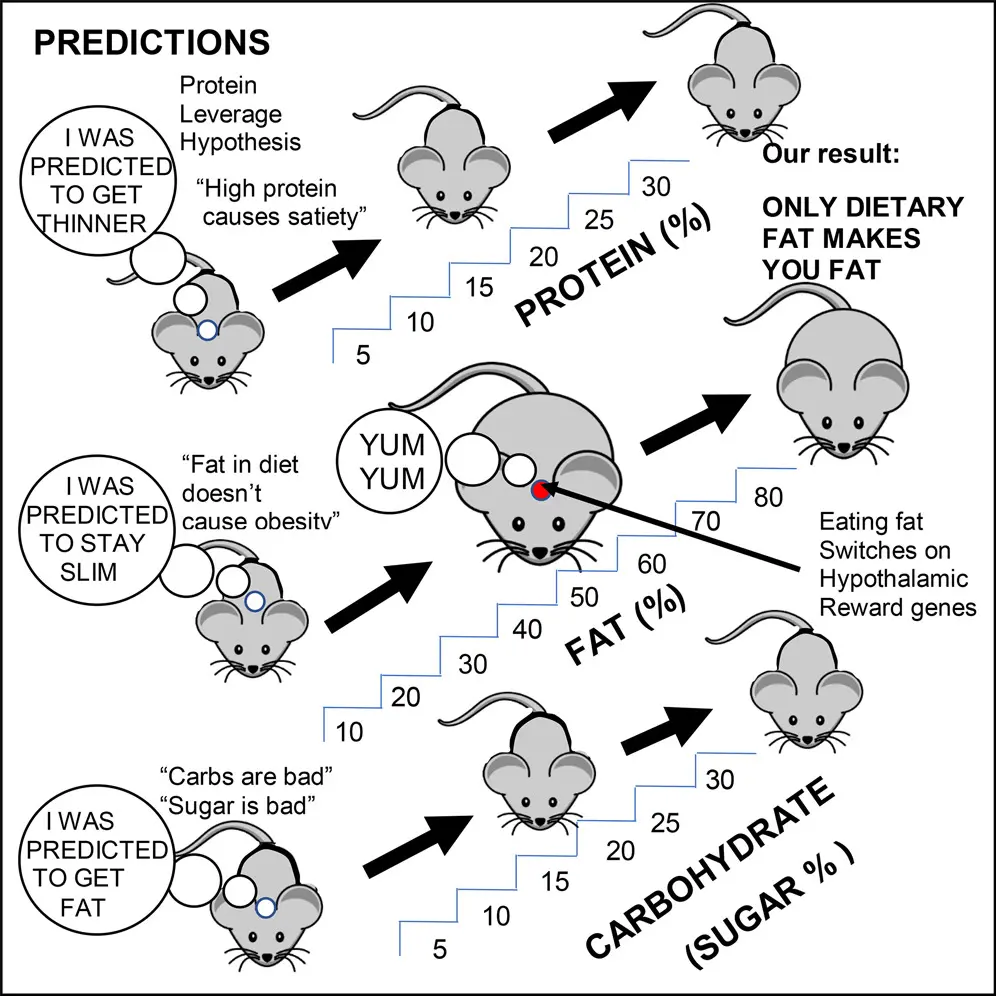 PREDICTIONS
Protein
Leverage
Hypothesis
“High protein
causes satiety”
I WAS
PREDICTED
TO GET
THINNER
5
10
15
20
25
30
PROTEIN (%)
Our result:
ONLY DIETARY
FAT MAKES
YOU FAT
“Fat in diet
doesn’t
cause obesity”
I WAS
PREDICTED
TO STAY
SLIM
YUM
YUM
10
20
30
40
50
60
70
80
FAT (%)
Eating fat
Switches on
Hypothalamic
Reward genes
“Carbs are bad”
“Sugar is bad”
I WAS
PREDICTED
TO GET
FAT
5
10
15
20
25
30
CARBOHYDRATE
(SUGAR % )